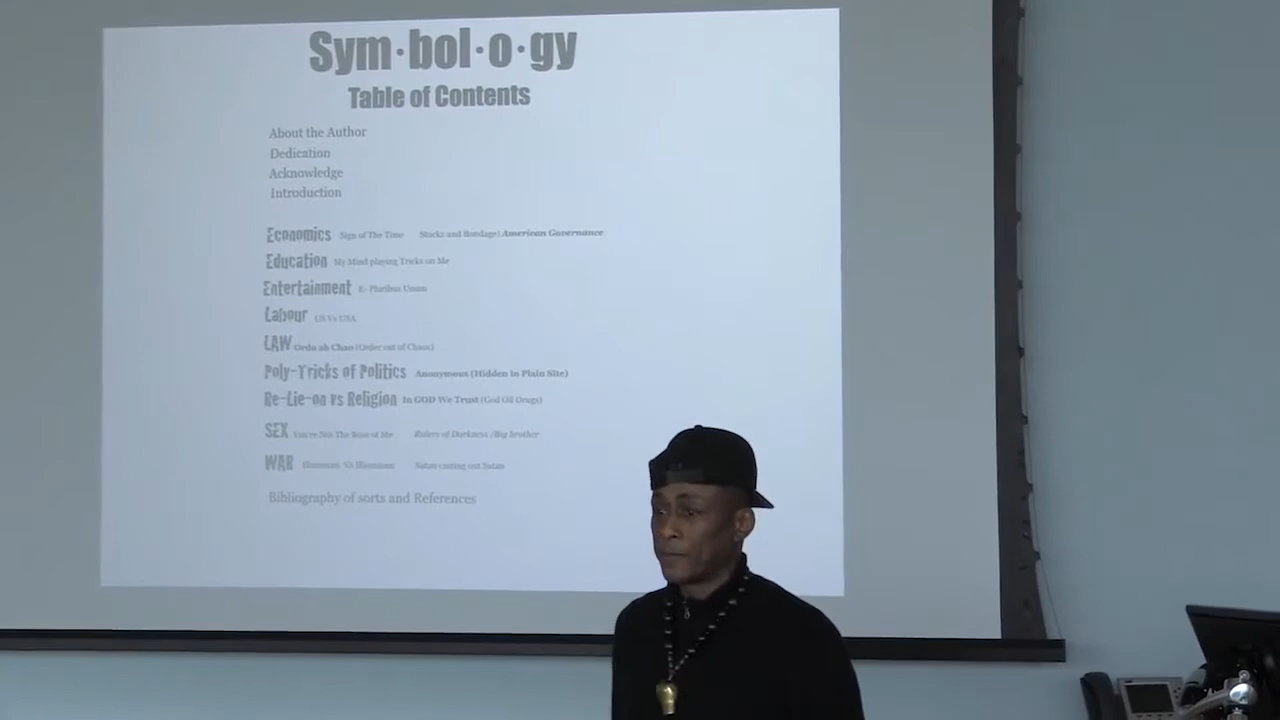 Sym·bol·o·gy
Table of Contents
About the Author
Dedication
Acknowledge
Introduction
Economics Sign of The Time Stocks and Bondage) American Governance
Education My Mind playing Tricks on Me
Entertainment E- Pluribus Unum
Labour US Vs USA
LAW Ordo ab Chao (Order out of Chaos)
Poly-Tricks of Politics Anonymous (Hidden in Plain Site)
Re-Lie-on vs Religion In GOD We Trust (God Oil Drugs)
SEX You're Not The Boss of Me Rulers of Darkness /Big brother
WAR Vs Satan casting out Satan
Bibliography of sorts and References